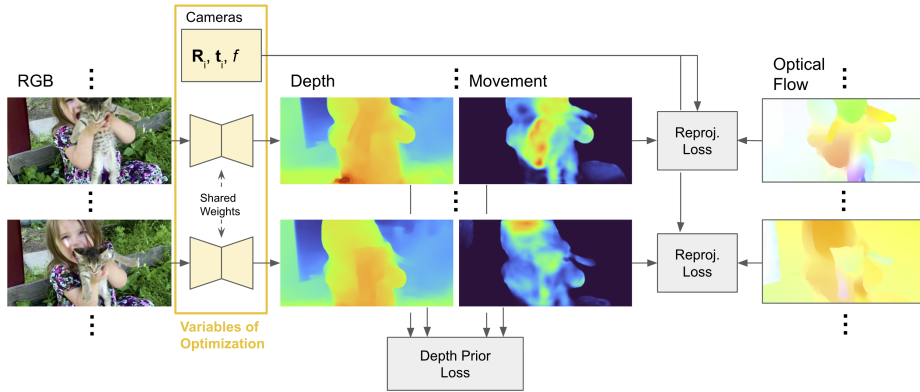 Cameras
R_i, t_i, f
RGB
Depth
Movement
Optical
Flow
Reproj.
Loss
Shared
Weights
Reproj.
Loss
Variables of
Optimization
Depth Prior
Loss